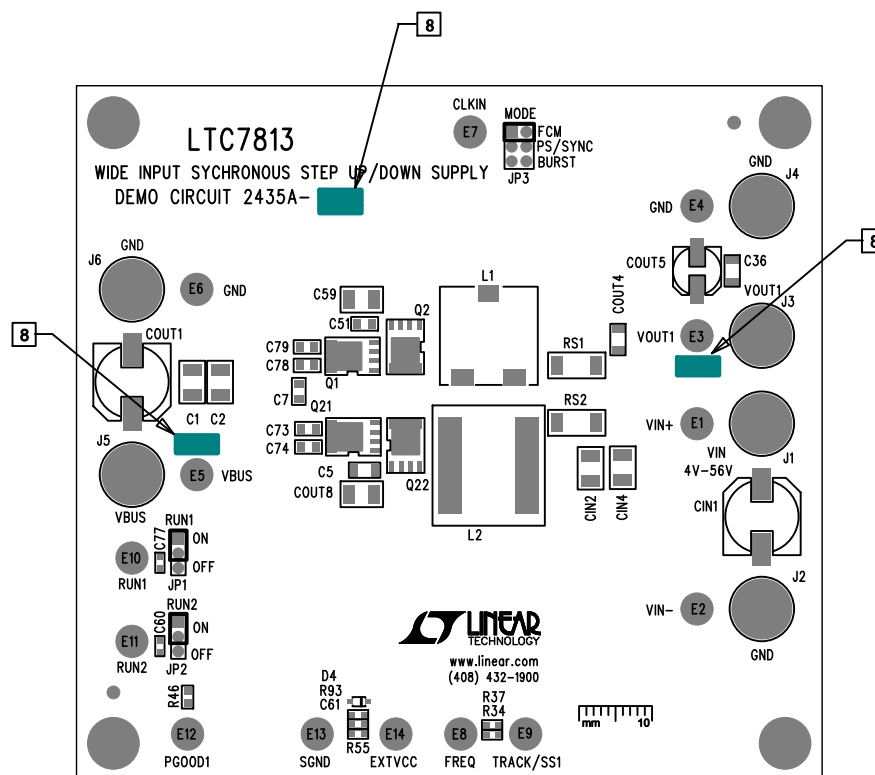 8
CLKIN
E7
MODE
FCM
PS/SYNC
BURST
JP3
LTC7813
WIDE INPUT SYCHRONOUS STEP UP/DOWN SUPPLY
DEMO CIRCUIT 2435A-
GND
J4
E4
GND
8
COUT5
C36
VOUT1
J3
E3
VOUT1
GND
J6
E6
GND
8
COUT1
C1
C2
J5
E5
VBUS
VBUS
C59
C51
Q2
L1
COUT4
C79
C78
Q1
C7
RS1
Q21
RS2
C73
C74
C5
COUT8
Q22
L2
CIN2
CIN4
VIN+
E1
VIN
4V-56V
J1
CIN1
J2
VIN-
E2
GND
RUN1
ON
OFF
JP1
C77
E10
RUN1
RUN2
ON
OFF
JP2
C60
E11
RUN2
R46
E12
PGOOD1
LINEAR
TECHNOLOGY
www.linear.com
(408) 432-1900
D4
R93
C61
R55
E13
SGND
E14
EXTVCC
E8
FREQ
R37
R34
E9
TRACK/SS1
mm 10